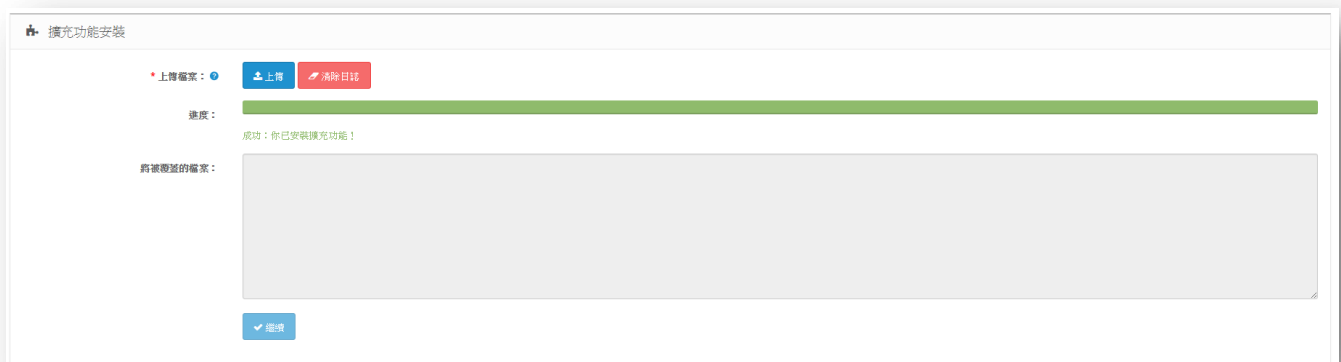 擴充功能安裝
* 上傳檔案：
上傳 清除日誌
進度：
成功：你已安裝擴充功能！
將被覆蓋的檔案：
繼續